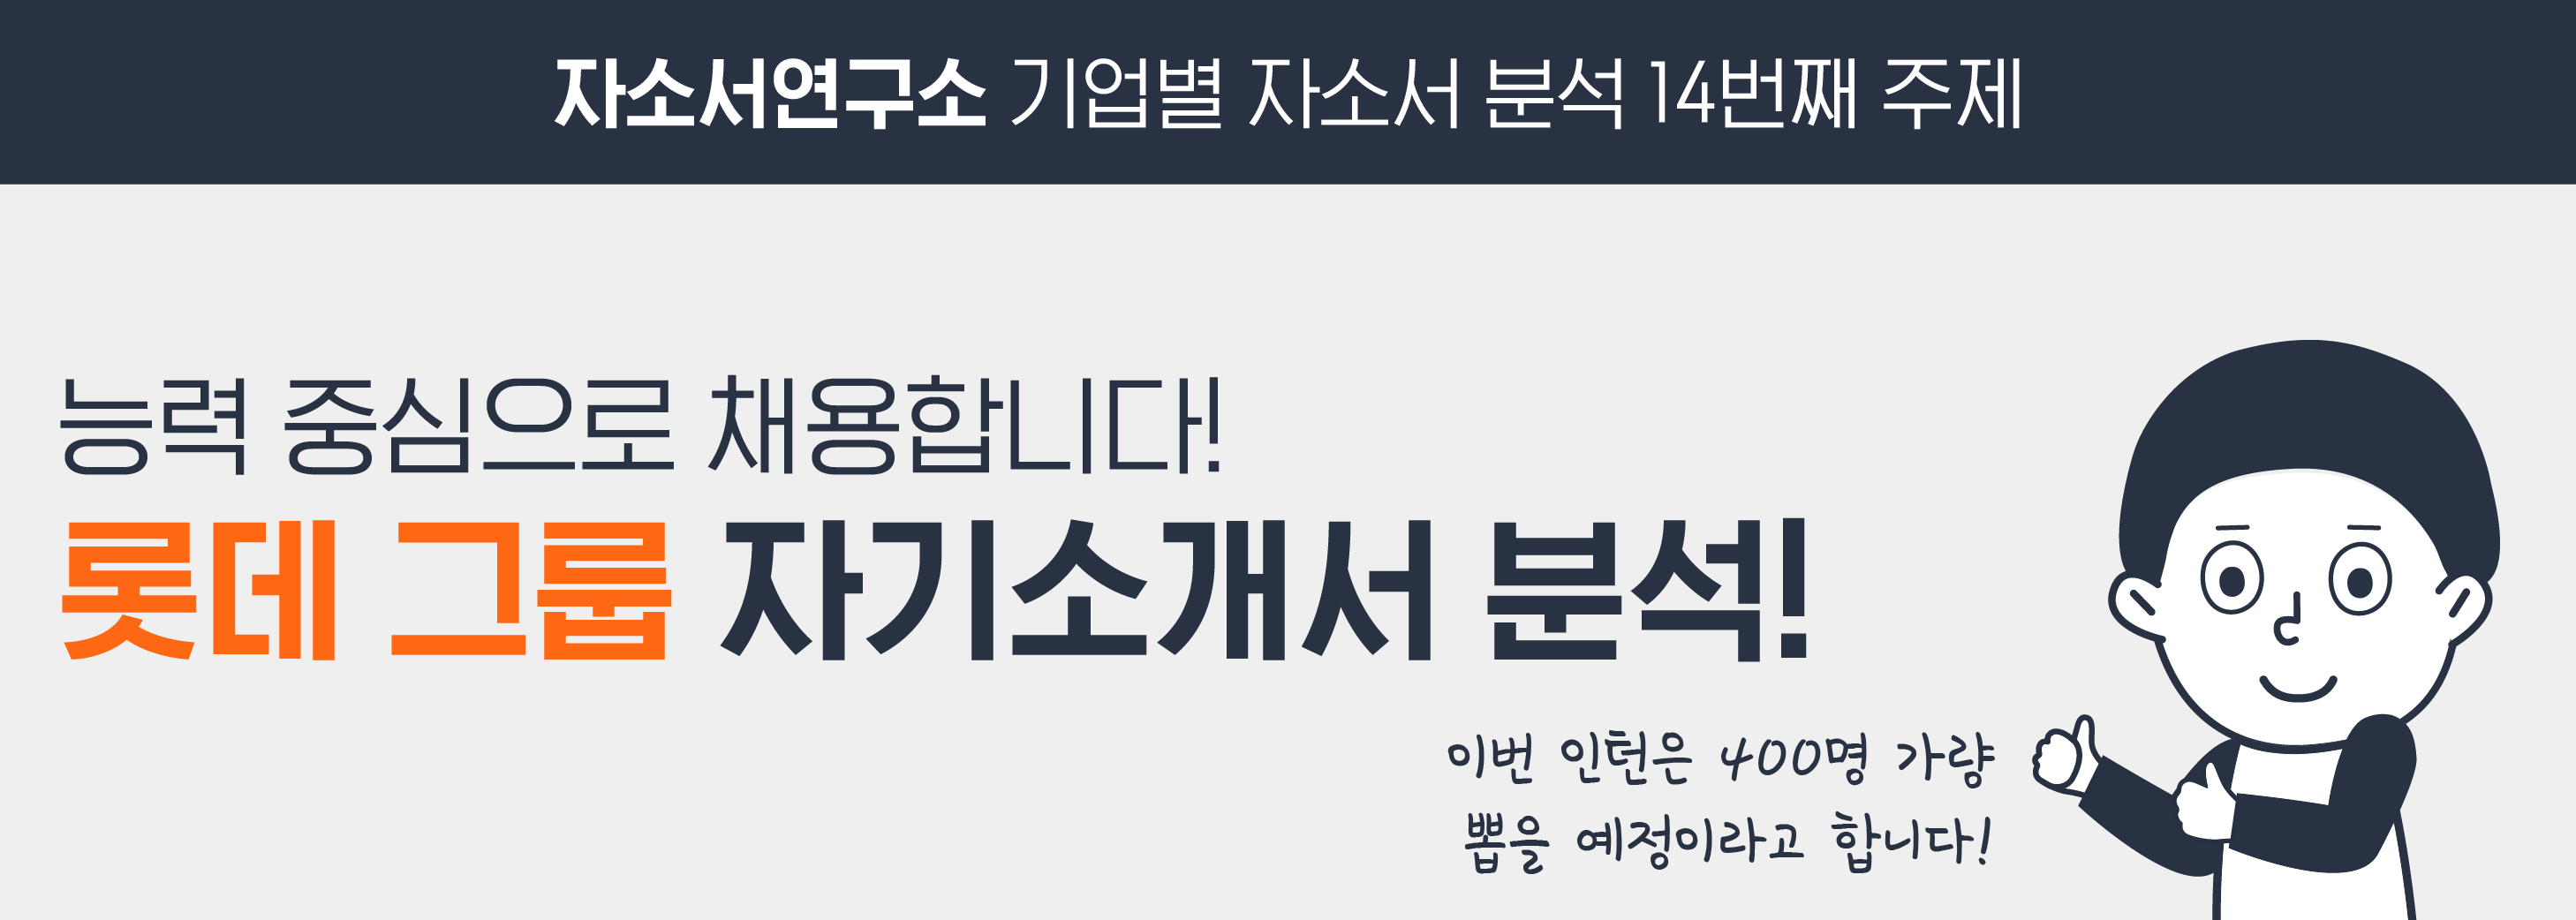 자소서연구소 기업별 자소서 분석 14번째 주제
능력 중심으로 채용합니다!
롯데 그룹 자기소개서 분석!
이번 인턴은 400명 가량
뽑을 예정이라고 합니다!